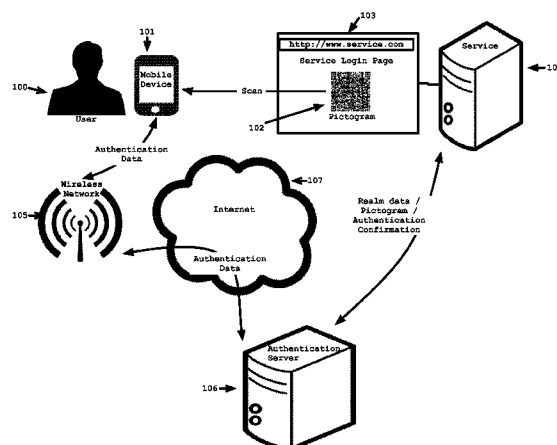 101
103
http://www.service.com
Service
Service Login Page
10
100
Mobile
Device
Scan
102
Pictogram
User
Authentication
Data
Wireless
Network
107
105
Internet
Realm data /
Pictogram
Authentication
Confirmation
Authentication
Data
Authentication
Server
106